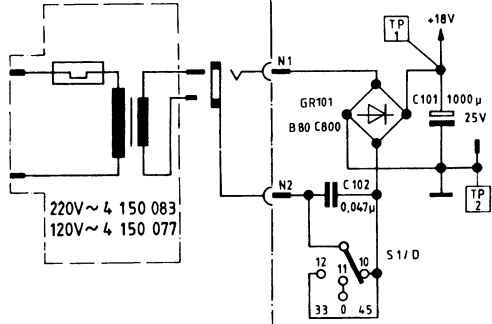 TP
1
+18V
N1
GR101
B80 C800
C101 1000µ
25V
N2
C102
0,047µ
TP
2
220V~ 4 150 083
120V~ 4 150 077
S1/D
12
11
10
33 0 45